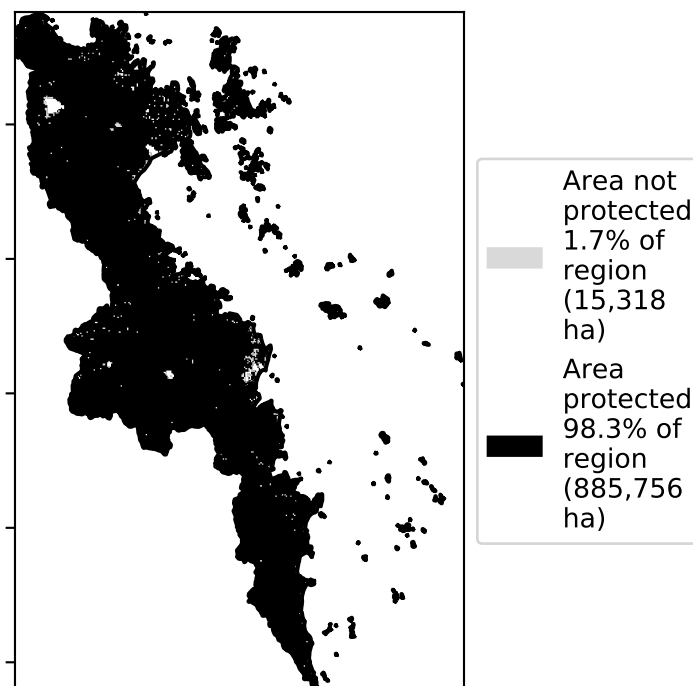 Area not
protected
1.7% of
region
(15,318
ha)
Area
protected
98.3% of
region
(885,756
ha)